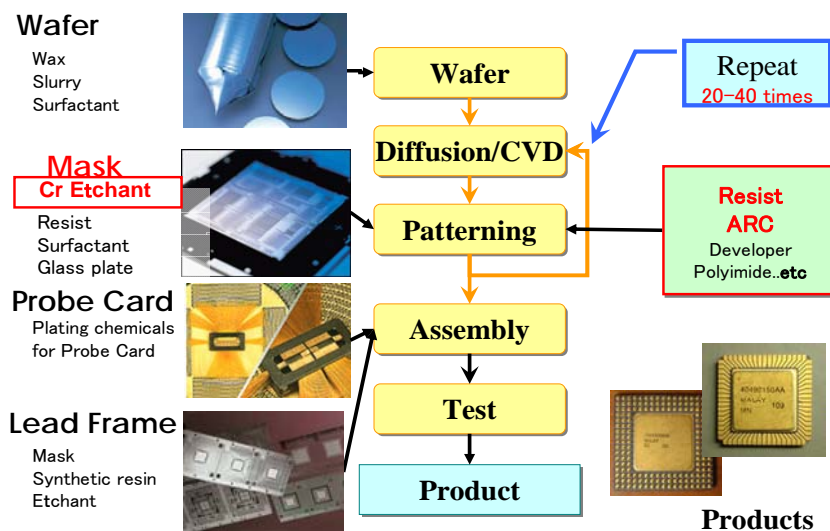 Wafer
Wax
Slurry
Surfactant
Mask
Cr Etchant
Resist
Surfactant
Glass plate
Probe Card
Plating chemicals
for Probe Card
Lead Frame
Mask
Synthetic resin
Etchant
Wafer
Diffusion/CVD
Patterning
Assembly
Test
Product
Repeat
20-40 times
Resist
ARC
Developer
Polyimide..etc
MALAY
Products